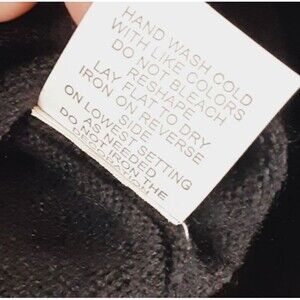 HAND WASH COLD
WITH LIKE COLORS
DO NOT BLEACH
RESHAPE
LAY FLAT TO DRY
IRON ON REVERSE
SIDE
ON LOWEST SETTING
AS NEEDED
DO NOT IRON THE
DECORATION